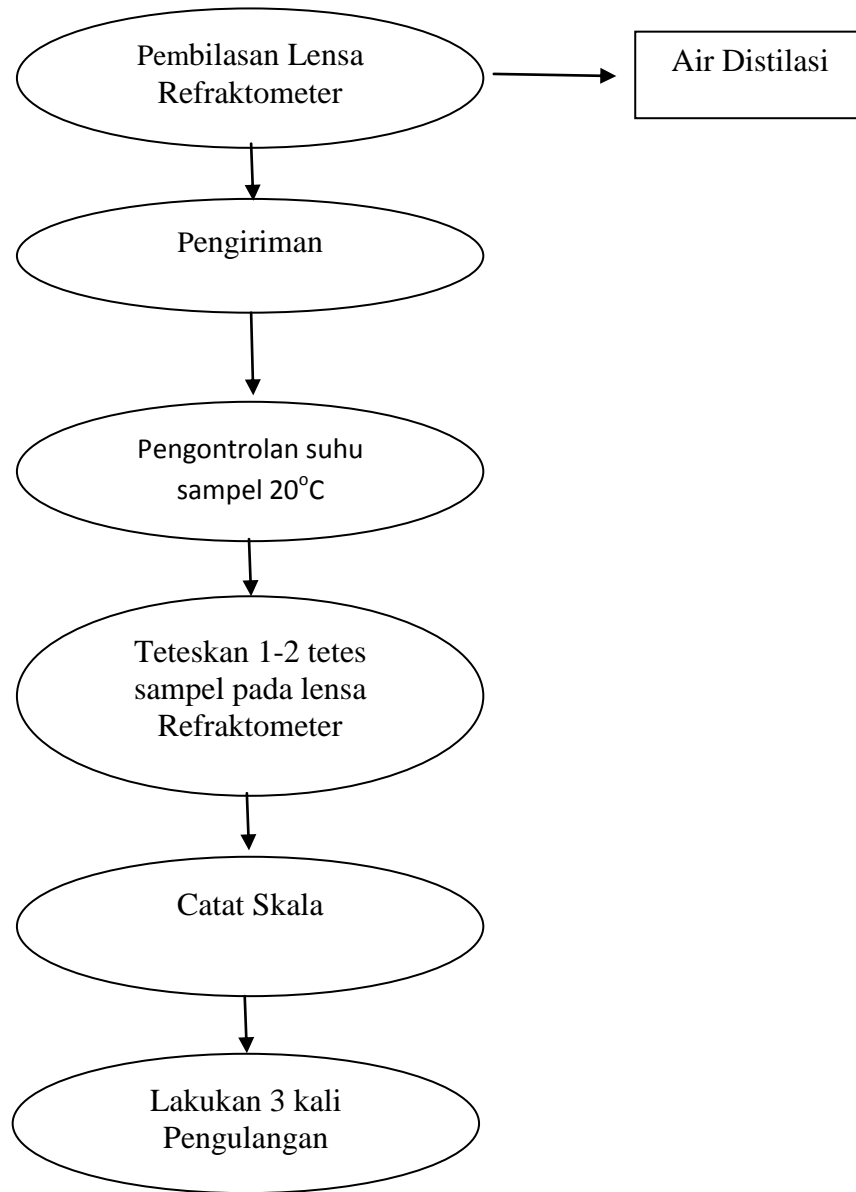 Pembilasan Lensa
Refraktometer
Air Distilasi
Pengiriman
Pengontrolan suhu
sampel 20°C
Teteskan 1-2 tetes
sampel pada lensa
Refraktometer
Catat Skala
Lakukan 3 kali
Pengulangan